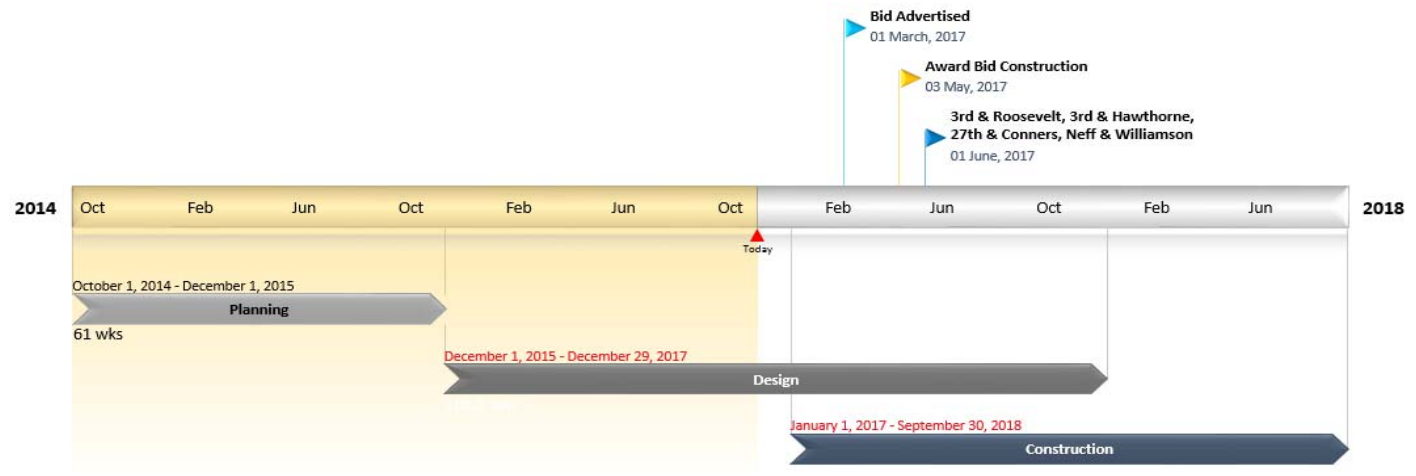 Bid Advertised
01 March, 2017
Award Bid Construction
03 May, 2017
3rd & Roosevelt, 3rd & Hawthorne,
27th & Conners, Neff & Williamson
01 June, 2017
2014 Oct Feb Jun Oct Feb Jun Oct Feb Jun Oct Feb Jun 2018
Today
October 1, 2014 - December 1, 2015
Planning
61 wks
December 1, 2015 - December 29, 2017
Design
January 1, 2017 - September 30, 2018
Construction